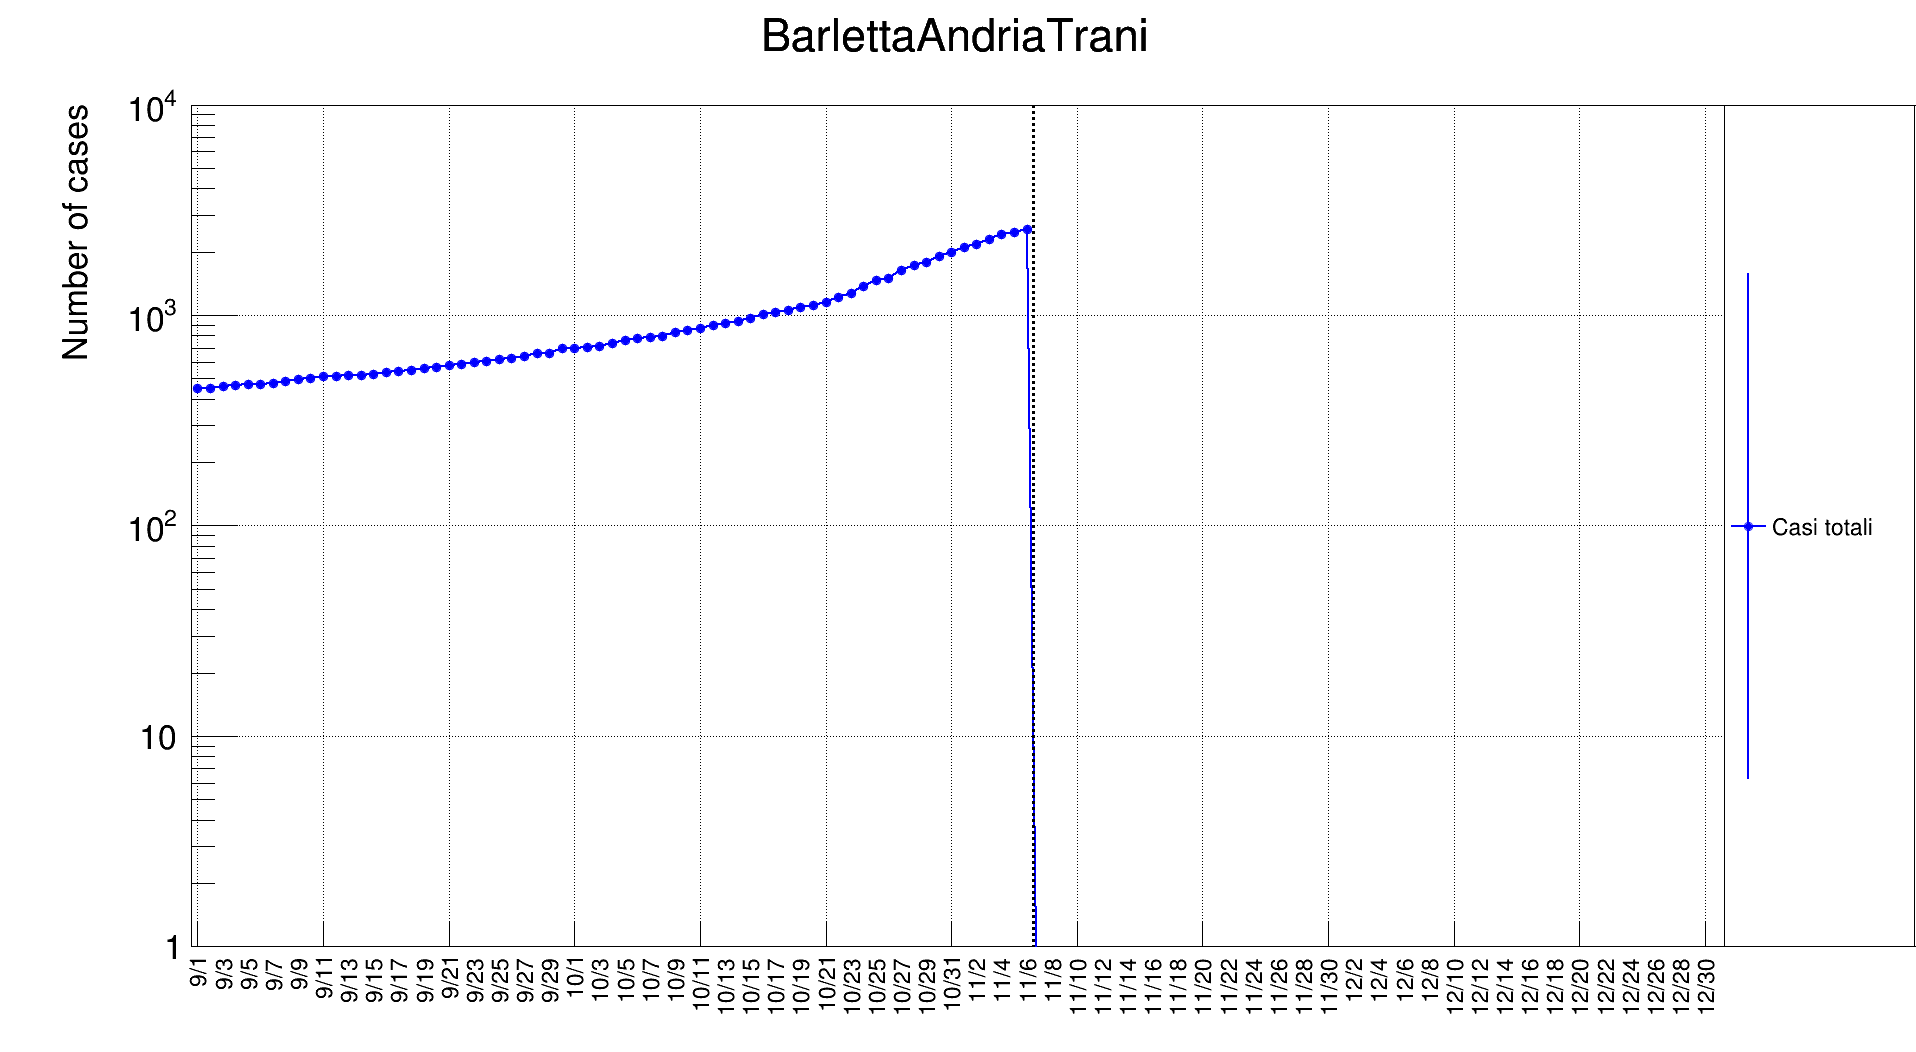 BarlettaAndriaTrani
Number of cases
10^4
10^3
10^2
10
1
9/1 9/3 9/5 9/7 9/9 9/11 9/13 9/15 9/17 9/19 9/21 9/23 9/25 9/27 9/29 10/1 10/3 10/5 10/7 10/9 10/11 10/13 10/15 10/17 10/19 10/21 10/23 10/25 10/27 10/29 10/31 11/2 11/4 11/6 11/8 11/10 11/12 11/14 11/16 11/18 11/20 11/22 11/24 11/26 11/28 11/30 12/2 12/4 12/6 12/8 12/10 12/12 12/14 12/16 12/18 12/20 12/22 12/24 12/26 12/28 12/30
Casi totali